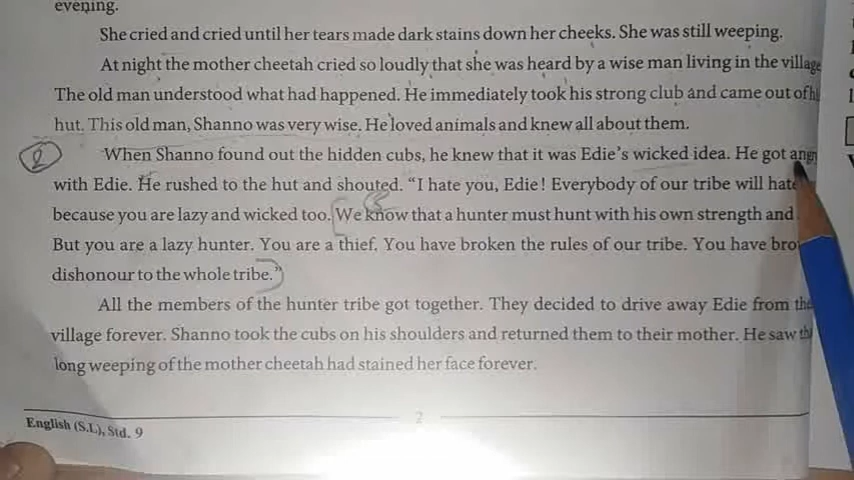 evening.
She cried and cried until her tears made dark stains down her cheeks. She was still weeping.
At night the mother cheetah cried so loudly that she was heard by a wise man living in the village
The old man understood what had happened. He immediately took his strong club and came out of hi
hut. This old man, Shanno was very wise. He loved animals and knew all about them.
2 When Shanno found out the hidden cubs, he knew that it was Edie's wicked idea. He got angry
with Edie. He rushed to the hut and shouted. "I hate you, Edie! Everybody of our tribe will hate
because you are lazy and wicked too. We know that a hunter must hunt with his own strength and
But you are a lazy hunter. You are a thief. You have broken the rules of our tribe. You have bro
dishonour to the whole tribe."
All the members of the hunter tribe got together. They decided to drive away Edie from the
village forever. Shanno took the cubs on his shoulders and returned them to their mother. He saw th
long weeping of the mother cheetah had stained her face forever.
English (S.L), Std. 9
2